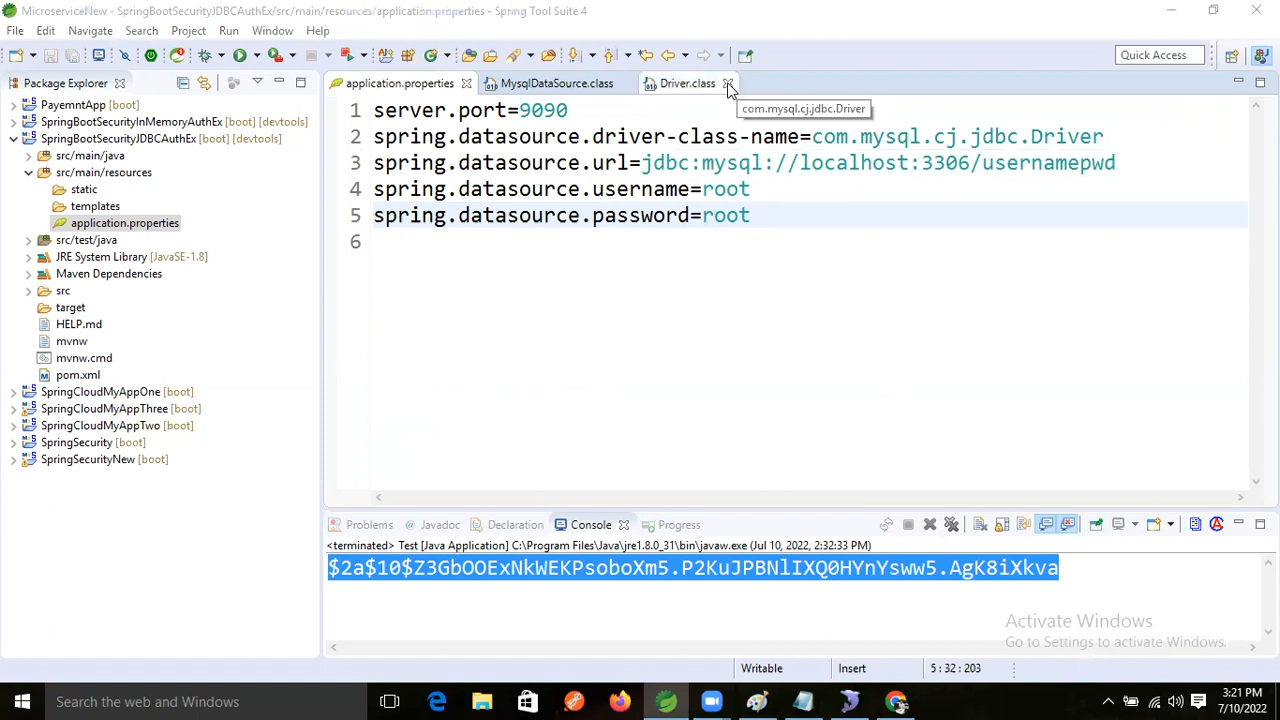 MicroserviceNew - SpringBootSecurityJDBCAuthEx/src/main/resources/application.properties - Spring Tool Suite 4
File Edit Navigate Search Project Run Window Help
Quick Access
Package Explorer
application.properties
MysqlDataSource.class
Driver.class
com.mysql.cj.jdbc.Driver
PayemntApp [boot]
SpringBootSecurityInMemoryAuthEx [boot] [devtools]
SpringBootSecurityJDBCAuthEx [boot] [devtools]
src/main/java
src/main/resources
static
templates
application.properties
src/test/java
JRE System Library [JavaSE-1.8]
Maven Dependencies
src
target
HELP.md
mvnw
mvnw.cmd
pom.xml
SpringCloudMyAppOne [boot]
SpringCloudMyAppThree [boot]
SpringCloudMyAppTwo [boot]
SpringSecurity [boot]
SpringSecurityNew [boot]
1 server.port=9090
2 spring.datasource.driver-class-name=com.mysql.cj.jdbc.Driver
3 spring.datasource.url=jdbc:mysql://localhost:3306/usernamepwd
4 spring.datasource.username=root
5 spring.datasource.password=root
6
Problems Javadoc Declaration Console Progress
<terminated> Test [Java Application] C:\Program Files\Java\jre1.8.0_31\bin\javaw.exe (Jul 10, 2022, 2:32:33 PM)
$2a$10$Z3GbOOExNkWEKPsoboXm5.P2KuJPBNlIXQ0HYnYsww5.AgK8iXkva
Activate Windows
Go to Settings to activate Windows.
Writable Insert 5 : 32 : 203
Search the web and Windows
3:21 PM
7/10/2022